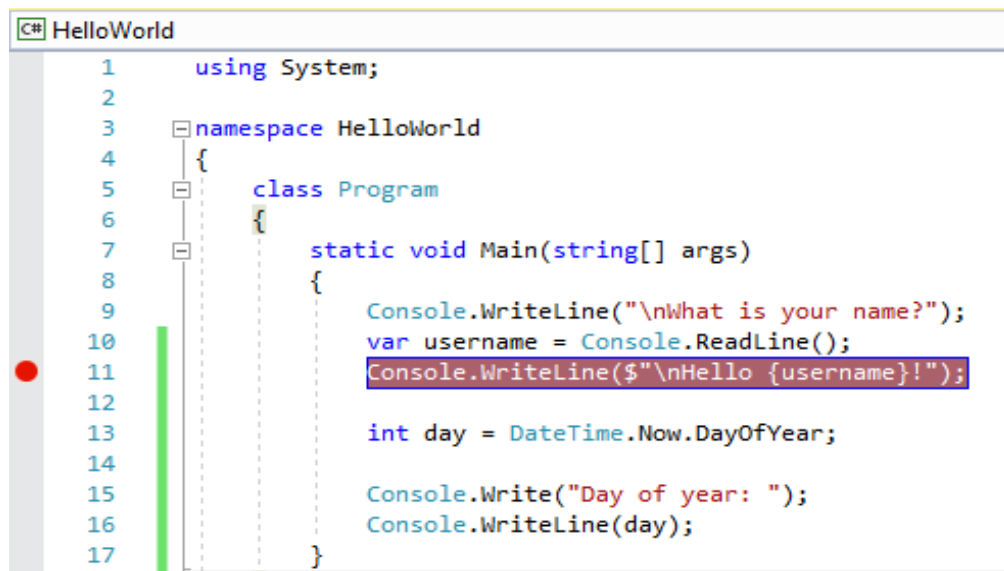 C# HelloWorld
1 using System;
2
3 namespace HelloWorld
4 {
5     class Program
6     {
7         static void Main(string[] args)
8         {
9             Console.WriteLine("\nWhat is your name?");
10             var username = Console.ReadLine();
11             Console.WriteLine($"\nHello {username}!");
12
13             int day = DateTime.Now.DayOfYear;
14
15             Console.Write("Day of year: ");
16             Console.WriteLine(day);
17         }